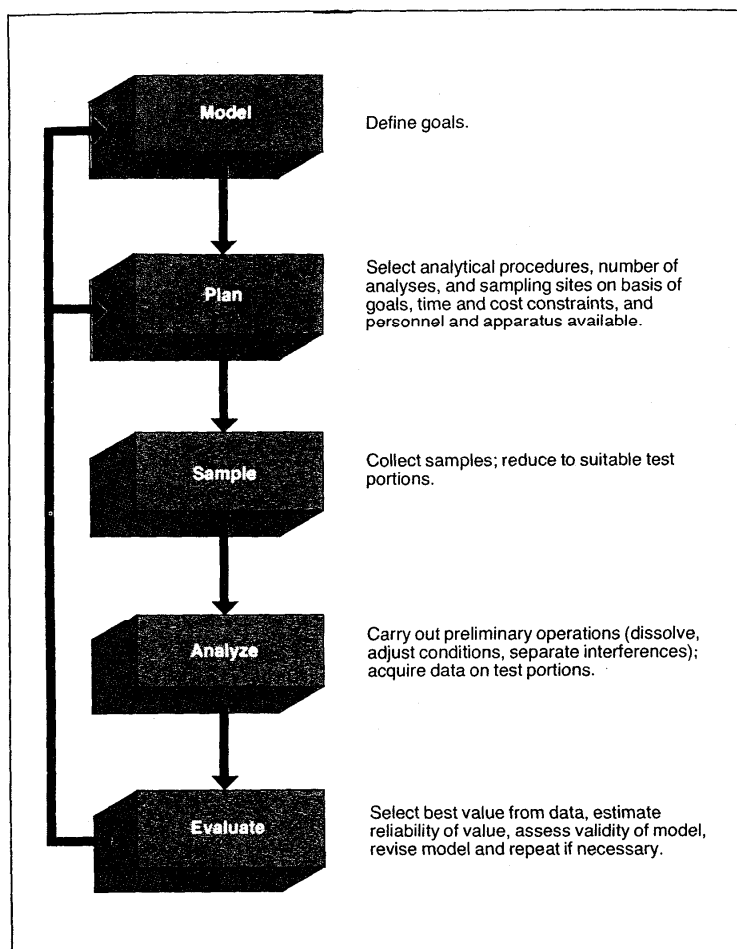 Model
Define goals.
Plan
Select analytical procedures, number of
analyses, and sampling sites on basis of
goals, time and cost constraints, and
personnel and apparatus available.
Sample
Collect samples; reduce to suitable test
portions.
Analyze
Carry out preliminary operations (dissolve,
adjust conditions, separate interferences);
acquire data on test portions.
Evaluate
Select best value from data, estimate
reliability of value, assess validity of model,
revise model and repeat if necessary.